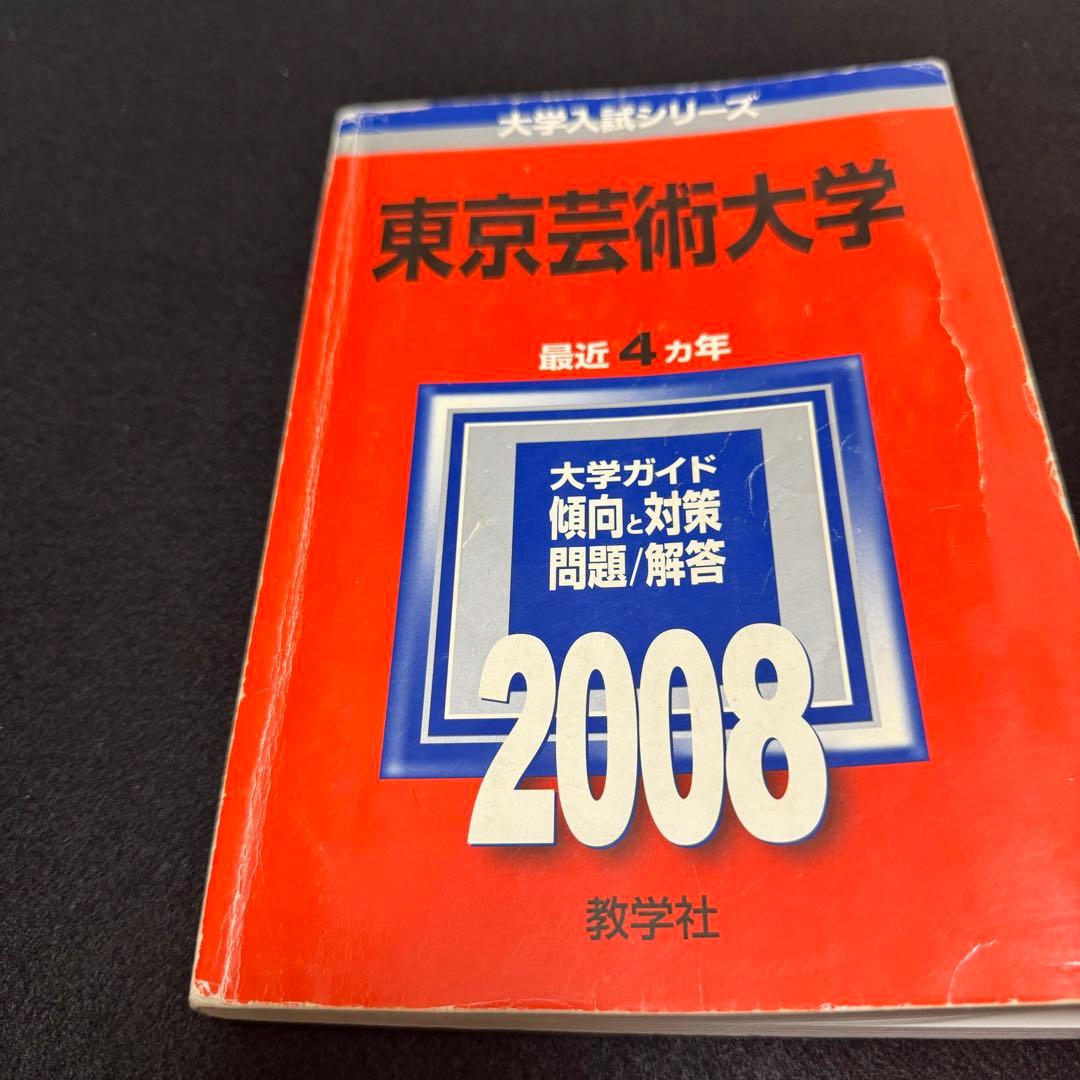 大学入試シリーズ
東京芸術大学
最近4カ年
大学ガイド
傾向と対策
問題/解答
2008
教学社